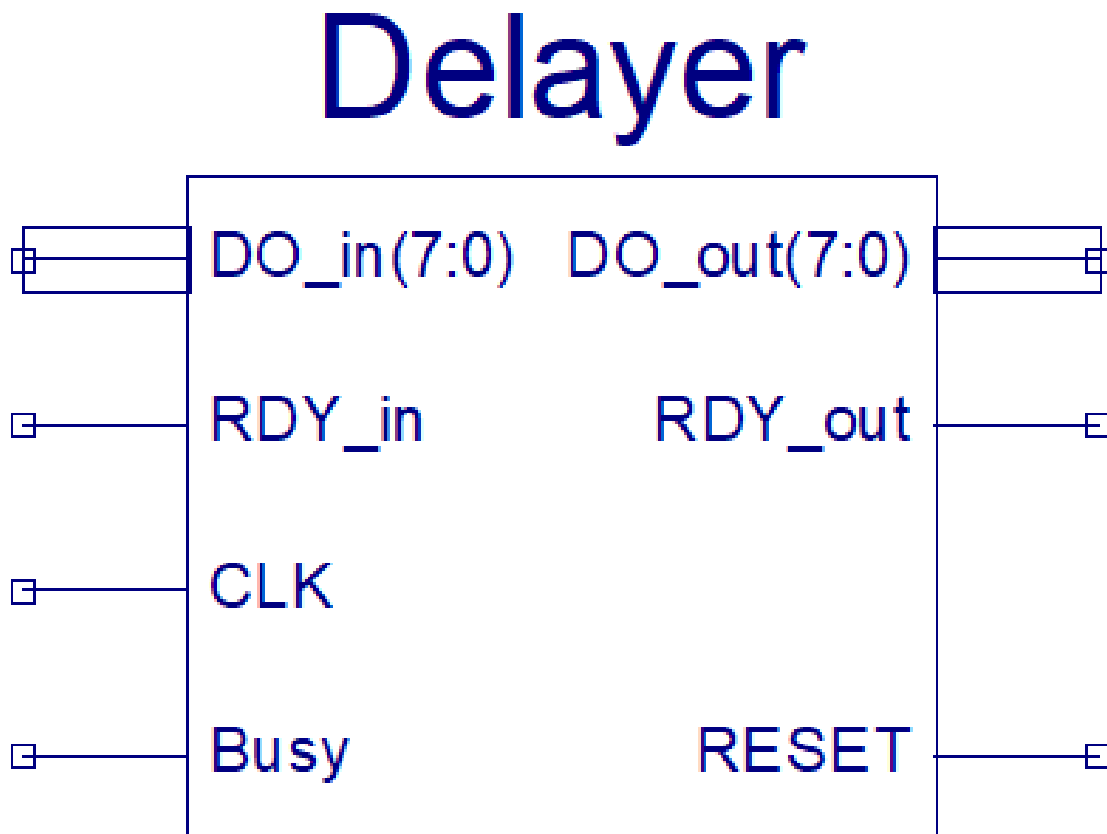 Delayer
DO_in(7:0) DO_out(7:0)
RDY_in RDY_out
CLK
Busy RESET